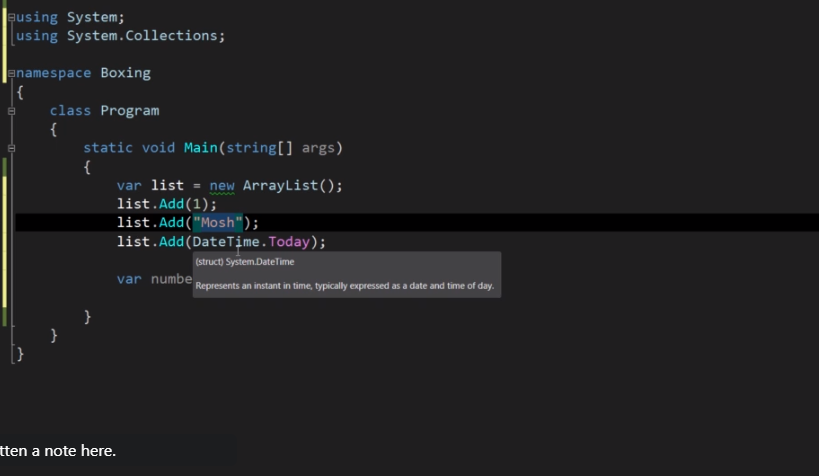 using System;
using System.Collections;
namespace Boxing
{
class Program
{
static void Main(string[] args)
{
var list = new ArrayList();
list.Add(1);
list.Add("Mosh");
list.Add(DateTime.Today);
(struct) System.DateTime
var numbe
Represents an instant in time, typically expressed as a date and time of day.
}
}
}
tten a note here.